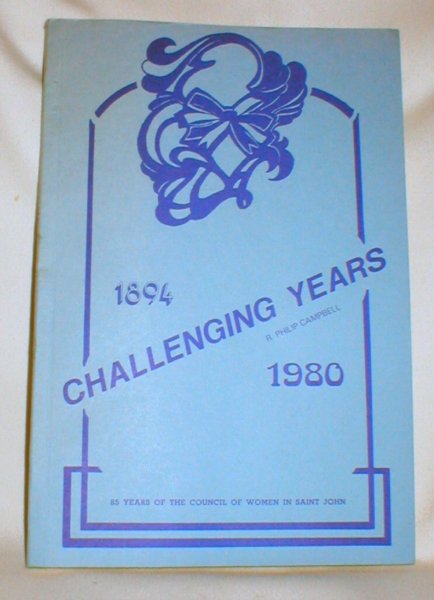 1894
CHALLENGING YEARS
R. PHILIP CAMPBELL
1980
85 YEARS OF THE COUNCIL OF WOMEN IN SAINT JOHN